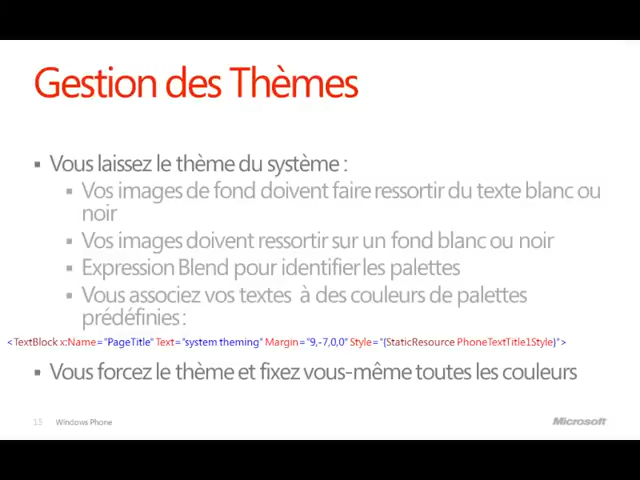 Gestion des Thèmes
▪ Vous laissez le thème du système :
▪ Vos images de fond doivent faire ressortir du texte blanc ou
noir
▪ Vos images doivent ressortir sur un fond blanc ou noir
▪ Expression Blend pour identifier les palettes
▪ Vous associez vos textes à des couleurs de palettes
prédéfinies :
<TextBlock x:Name="PageTitle" Text="system theming" Margin="9,-7,0,0" Style="{StaticResource PhoneTextTitle1Style}">
▪ Vous forcez le thème et fixez vous-même toutes les couleurs
15 Windows Phone
Microsoft